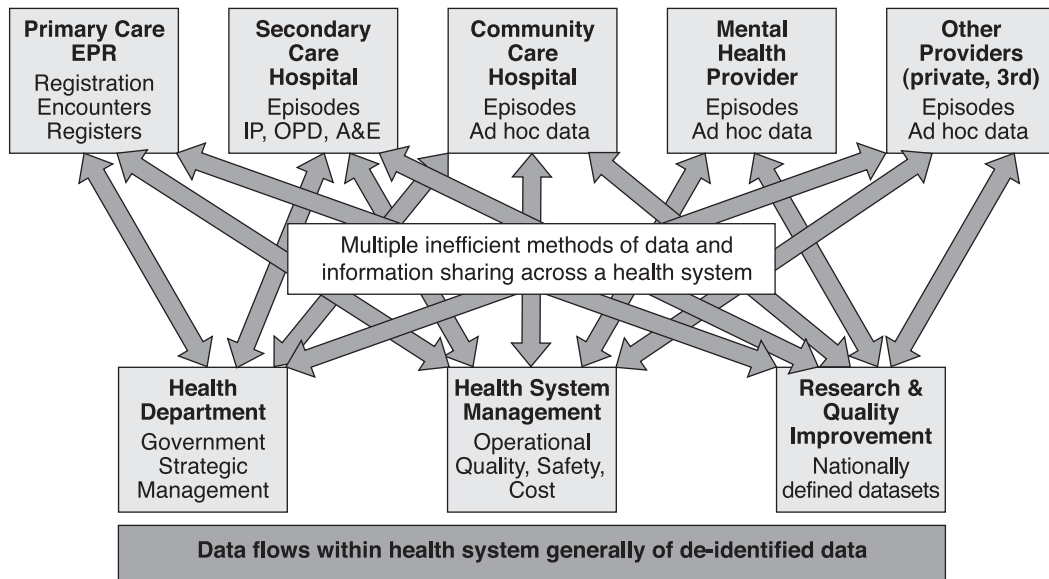 Primary Care
EPR
Registration
Encounters
Registers
Secondary
Care
Hospital
Episodes
IP, OPD, A&E
Community
Care
Hospital
Episodes
Ad hoc data
Mental
Health
Provider
Episodes
Ad hoc data
Other
Providers
(private, 3rd)
Episodes
Ad hoc data
Multiple inefficient methods of data and
information sharing across a health system
Health
Department
Government
Strategic
Management
Health System
Management
Operational
Quality, Safety,
Cost
Research &
Quality
Improvement
Nationally
defined datasets
Data flows within health system generally of de-identified data